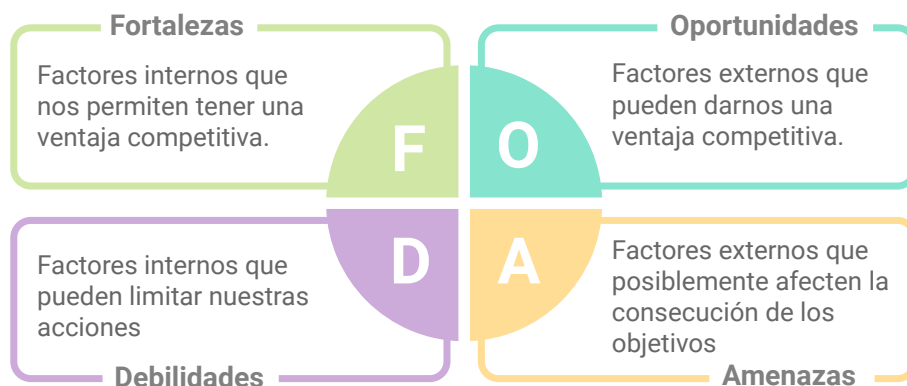 Fortalezas
Factores internos que
nos permiten tener una
ventaja competitiva.
F
Oportunidades
Factores externos que
pueden darnos una
ventaja competitiva.
O
Factores internos que
pueden limitar nuestras
acciones
D
Debilidades
Factores externos que
posiblemente afecten la
consecución de los
objetivos
A
Amenazas